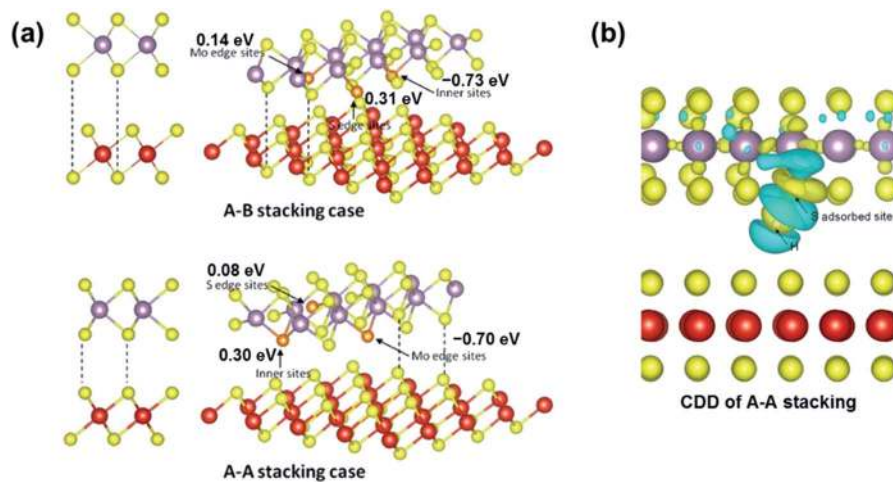 (a)
0.14 eV
Mo edge sites
−0.73 eV
Inner sites
0.31 eV
S edge sites
A-B stacking case
0.08 eV
S edge sites
0.30 eV
Inner sites
−0.70 eV
Mo edge sites
A-A stacking case
(b)
S adsorbed site
H
CDD of A-A stacking